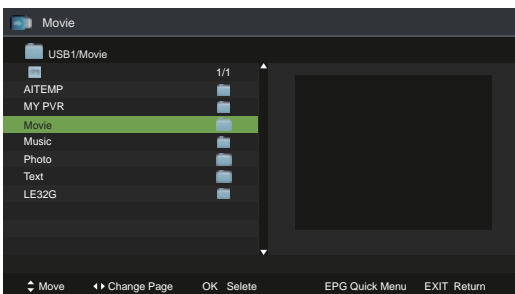 Movie
USB1/Movie
1/1
AITEMP
MY PVR
Movie
Music
Photo
Text
LE32G
Move Change Page OK Selete EPG Quick Menu EXIT Return